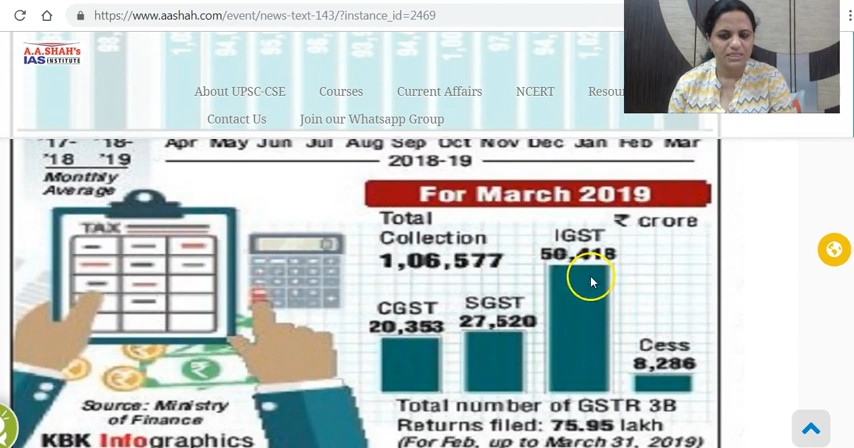 https://www.aashah.com/event/news-text-143/?instance_id=2469
A.A.SHAH's
IAS INSTITUTE
About UPSC-CSE Courses Current Affairs NCERT
Contact Us Join our Whatsapp Group
'17- '18-
'18 '19
Monthly
Average
Apr May Jun Jul Aug Sep Oct Nov Dec Jan Feb Mar
2018-19
TAX
For March 2019
₹ crore
Total
Collection
1,06,577
CGST
20,353
SGST
27,520
IGST
50,418
Cess
8,286
Source: Ministry
of Finance
KBK Infographics
Total number of GSTR 3B
Returns filed: 75.95 lakh
(For Feb, up to March 31, 2019)